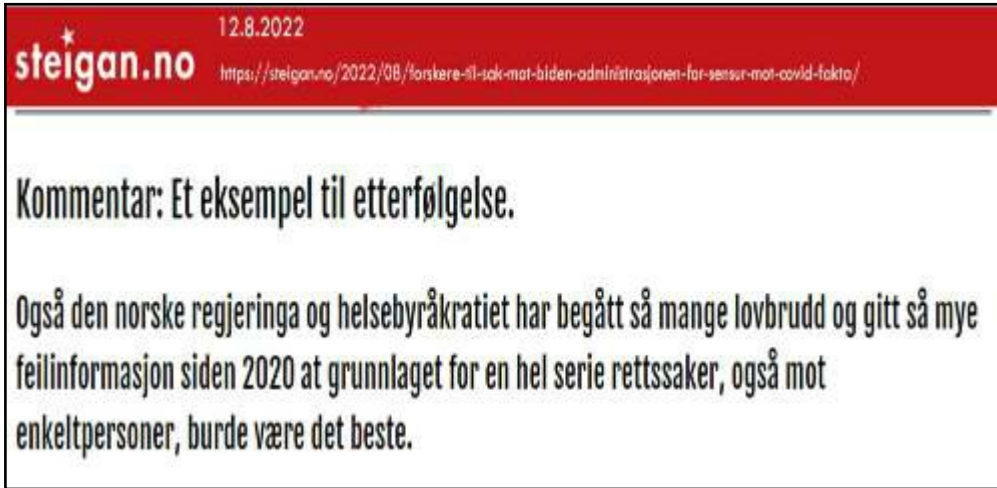 12.8.2022
steigan.no
https://steigan.no/2022/08/forskere-til-sak-mot-biden-administrasjonen-for-sensur-mot-covid-fakta/
Kommentar: Et eksempel til etterfølgelse.
Også den norske regjeringa og helsebyråkratiet har begått så mange lovbrudd og gitt så mye
feilinformasjon siden 2020 at grunnlaget for en hel serie rettssaker, også mot
enkeltpersoner, burde være det beste.